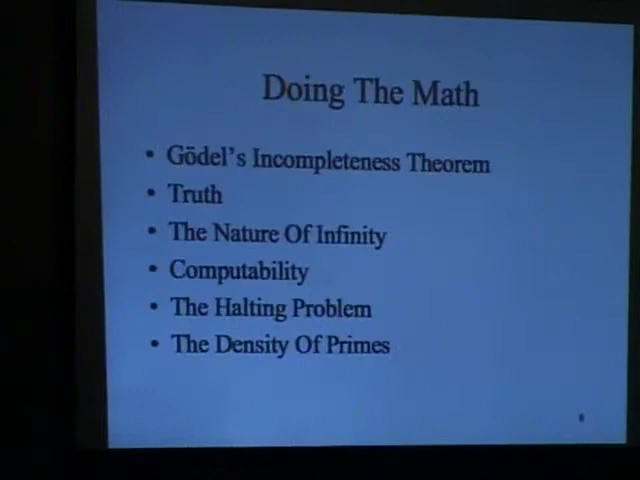 Doing The Math
• Gödel's Incompleteness Theorem
• Truth
• The Nature Of Infinity
• Computability
• The Halting Problem
• The Density Of Primes